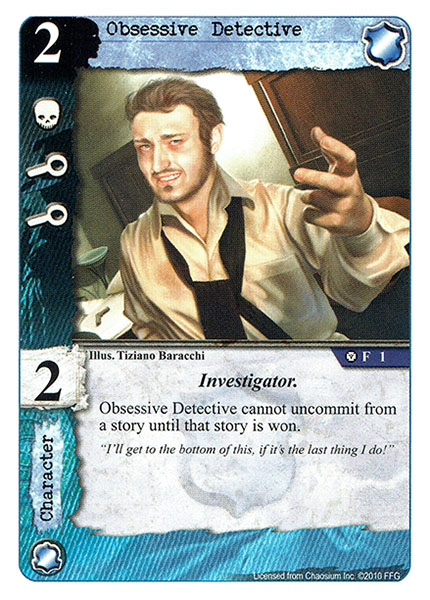 2
Obsessive Detective
Illus. Tiziano Baracchi
F 1
2
Investigator.
Obsessive Detective cannot uncommit from
a story until that story is won.
“I’ll get to the bottom of this, if it’s the last thing I do!”
Character
Licensed from Chaosium Inc. ©2010 FFG